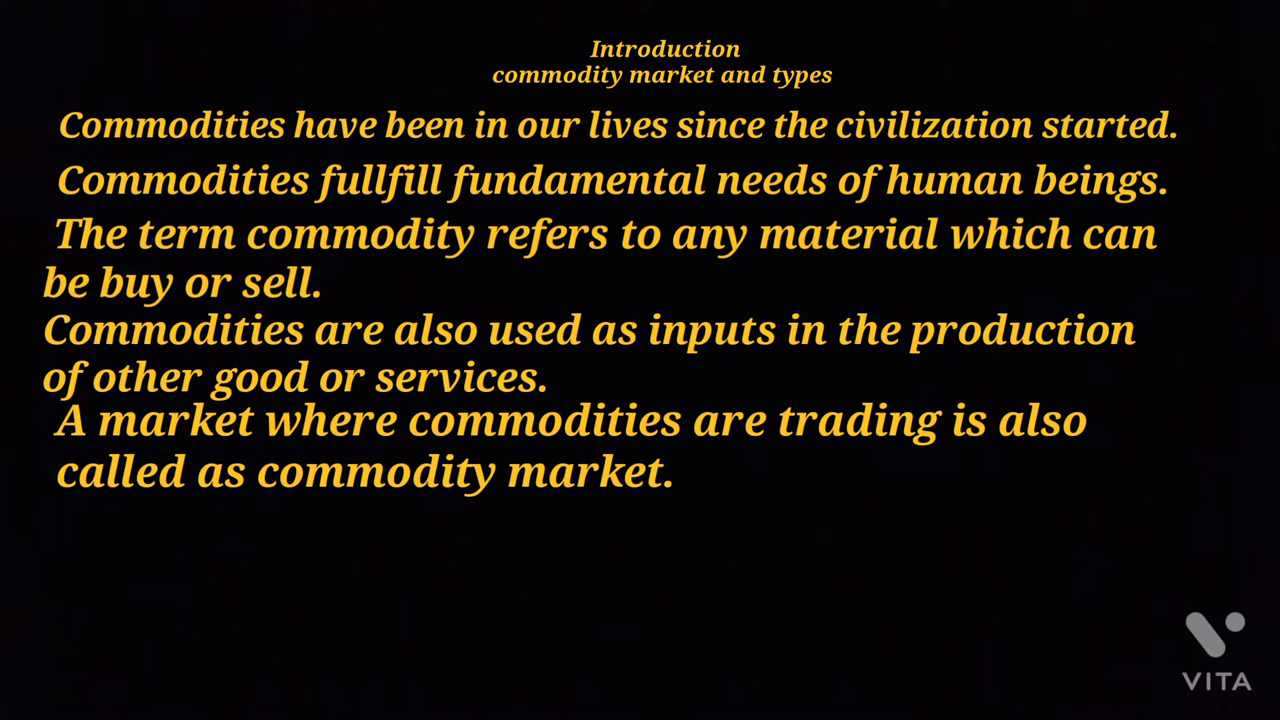 Introduction
commodity market and types
Commodities have been in our lives since the civilization started.
Commodities fullfill fundamental needs of human beings.
The term commodity refers to any material which can
be buy or sell.
Commodities are also used as inputs in the production
of other good or services.
A market where commodities are trading is also
called as commodity market.
VITA